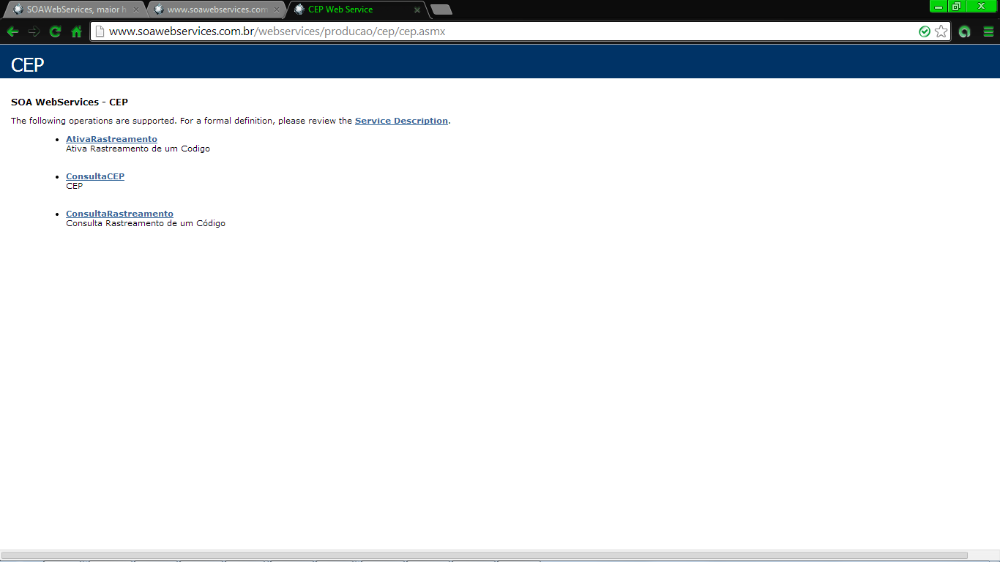 SOAWebServices, maior h
www.soawebservices.com
CEP Web Service
www.soawebservices.com.br/webservices/producao/cep/cep.asmx
CEP
SOA WebServices - CEP
The following operations are supported. For a formal definition, please review the Service Description.
AtivaRastreamento
Ativa Rastreamento de um Codigo
ConsultaCEP
CEP
ConsultaRastreamento
Consulta Rastreamento de um Código